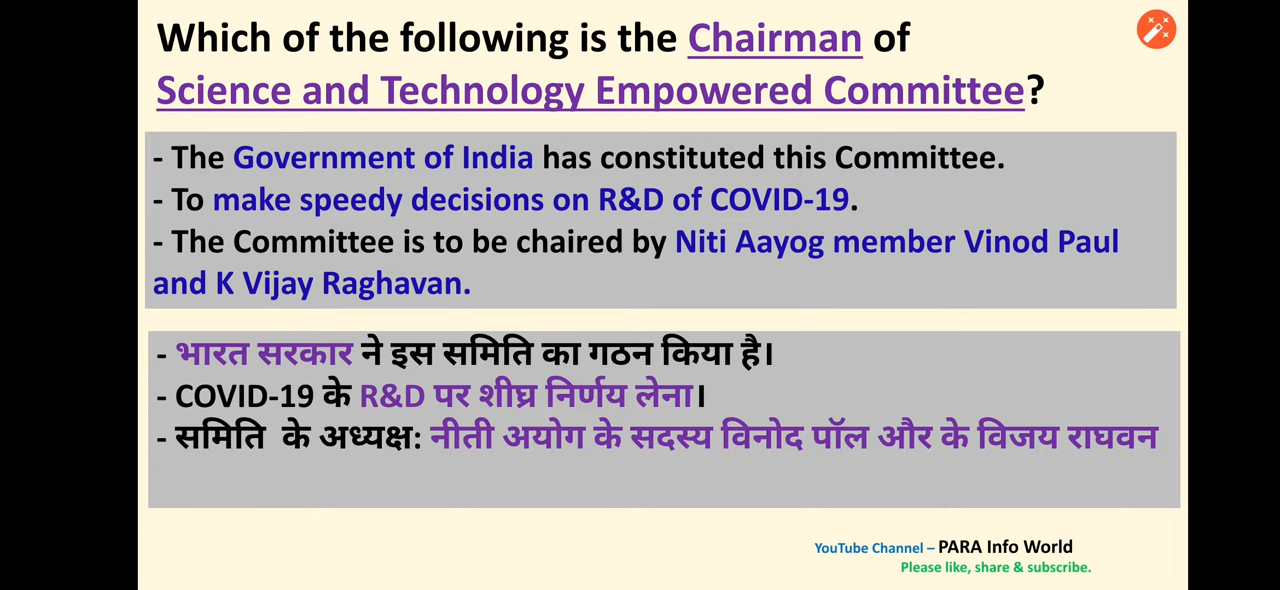 Which of the following is the Chairman of
Science and Technology Empowered Committee?
- The Government of India has constituted this Committee.
- To make speedy decisions on R&D of COVID-19.
- The Committee is to be chaired by Niti Aayog member Vinod Paul
and K Vijay Raghavan.
- भारत सरकार ने इस समिति का गठन किया है।
- COVID-19 के R&D पर शीघ्र निर्णय लेना।
- समिति के अध्यक्ष: नीती अयोग के सदस्य विनोद पॉल और के विजय राघवन
YouTube Channel – PARA Info World
Please like, share & subscribe.